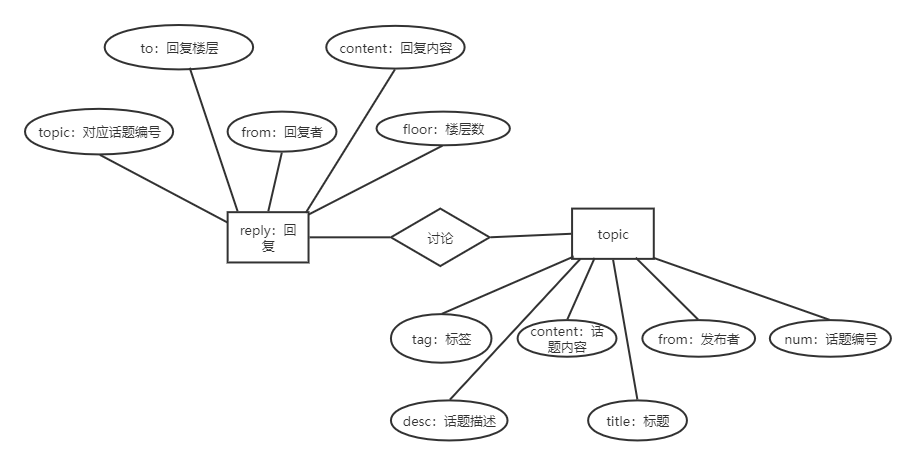 to：回复楼层
content：回复内容
topic：对应话题编号
from：回复者
floor：楼层数
reply：回
复
讨论
topic
tag：标签
content：话
题内容
from：发布者
num：话题编号
desc：话题描述
title：标题